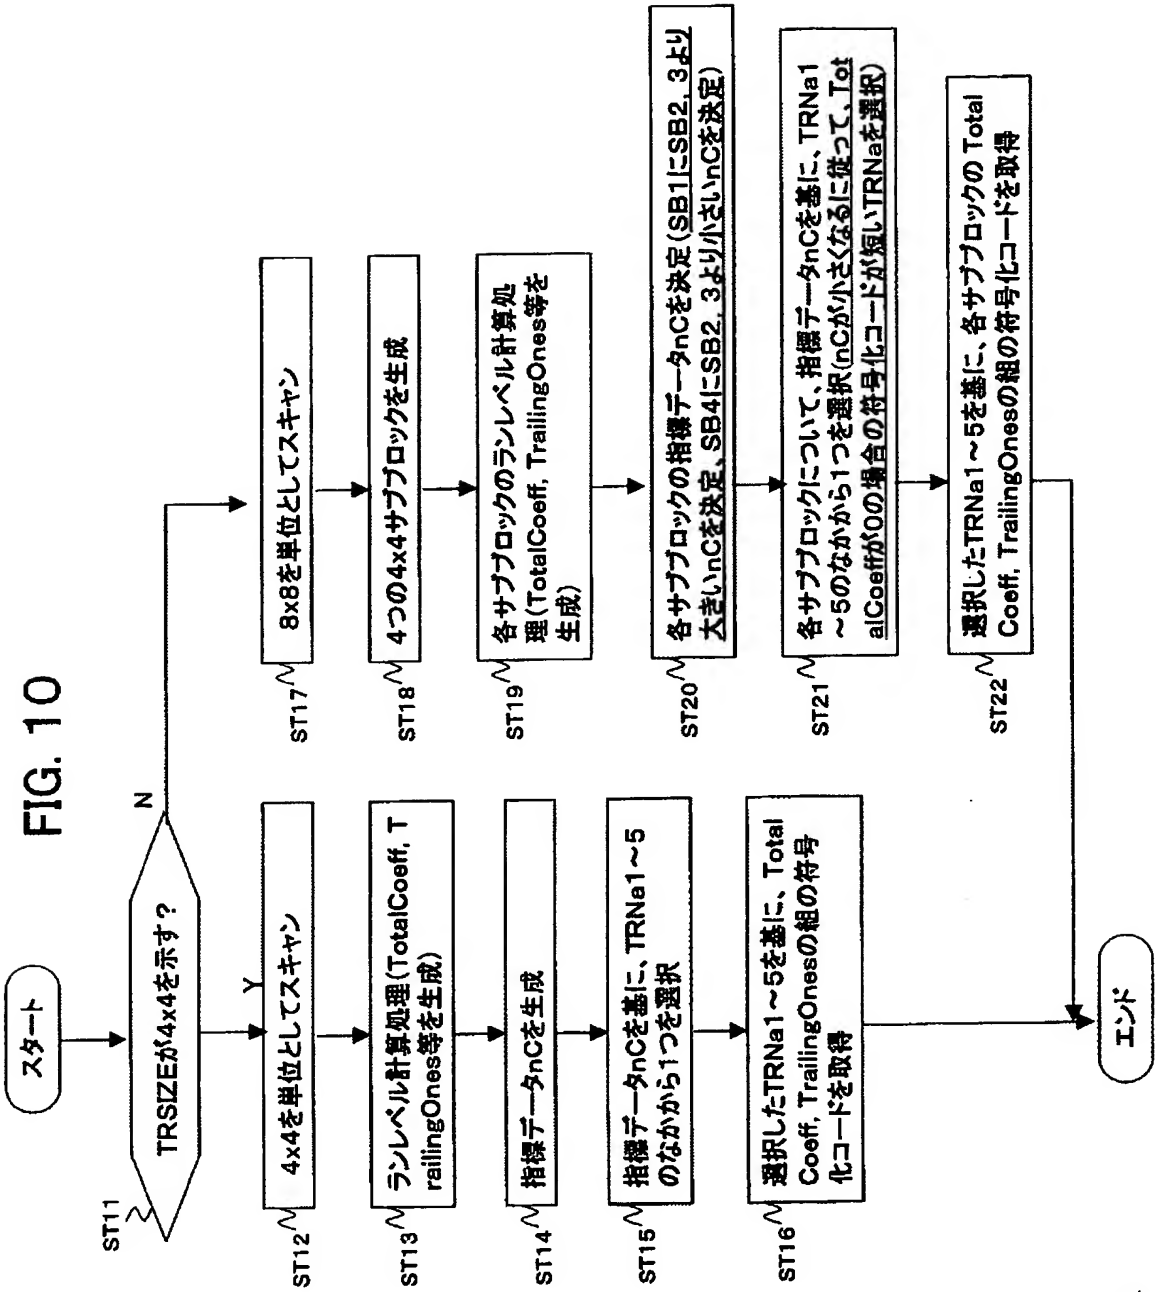 FIG. 10
スタート
ST11
TRSIZEが4x4を示す?
Y
N
ST12
4x4を単位としてスキャン
ST13
ランレベル計算処理(TotalCoeff, T
railingOnes等を生成)
ST14
指標データnCを生成
ST15
指標データnCを基に、TRNa1~5
のなかから1つを選択
ST16
選択したTRNa1~5を基に、Total
Coeff, TrailingOnesの組の符号
化コードを取得
ST17
8x8を単位としてスキャン
ST18
4つの4x4サブブロックを生成
ST19
各サブブロックのランレベル計算処
理(TotalCoeff, TrailingOnes等を
生成)
ST20
各サブブロックの指標データnCを決定(SB1にSB2, 3より
大きいnCを決定、SB4にSB2, 3より小さいnCを決定)
ST21
各サブブロックについて、指標データnCを基に、TRNa1
~5のなかから1つを選択(nCが小さくなるに従って、Tot
alCoeffが0の場合の符号化コードが短いTRNaを選択)
ST22
選択したTRNa1~5を基に、各サブブロックのTotal
Coeff, TrailingOnesの組の符号化コードを取得
エンド